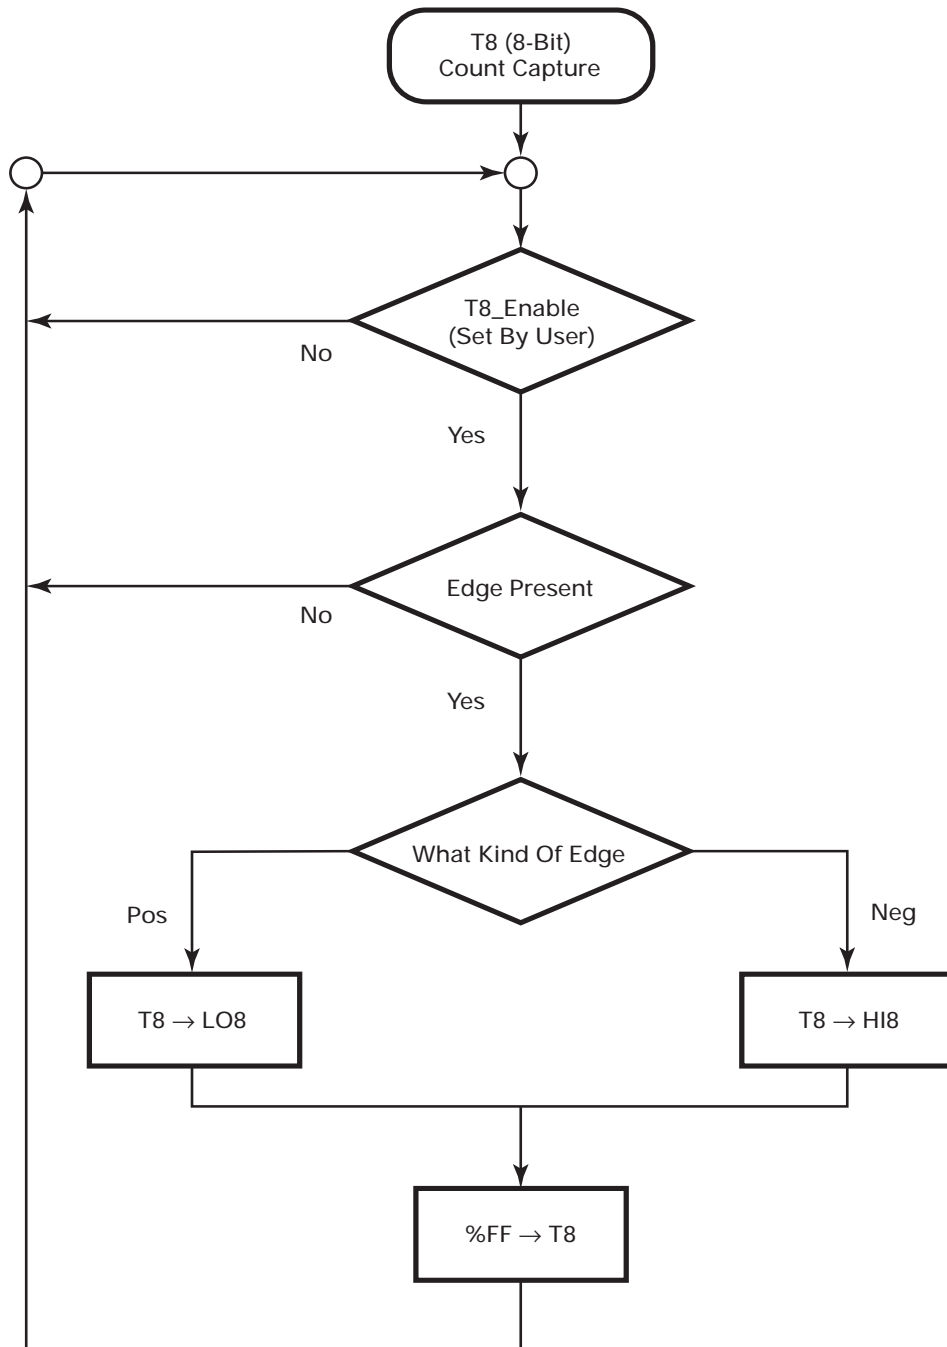 T8 (8-Bit)
Count Capture
T8_Enable
(Set By User)
No
Yes
Edge Present
No
Yes
What Kind Of Edge
Pos
Neg
T8 → LO8
T8 → HI8
%FF → T8